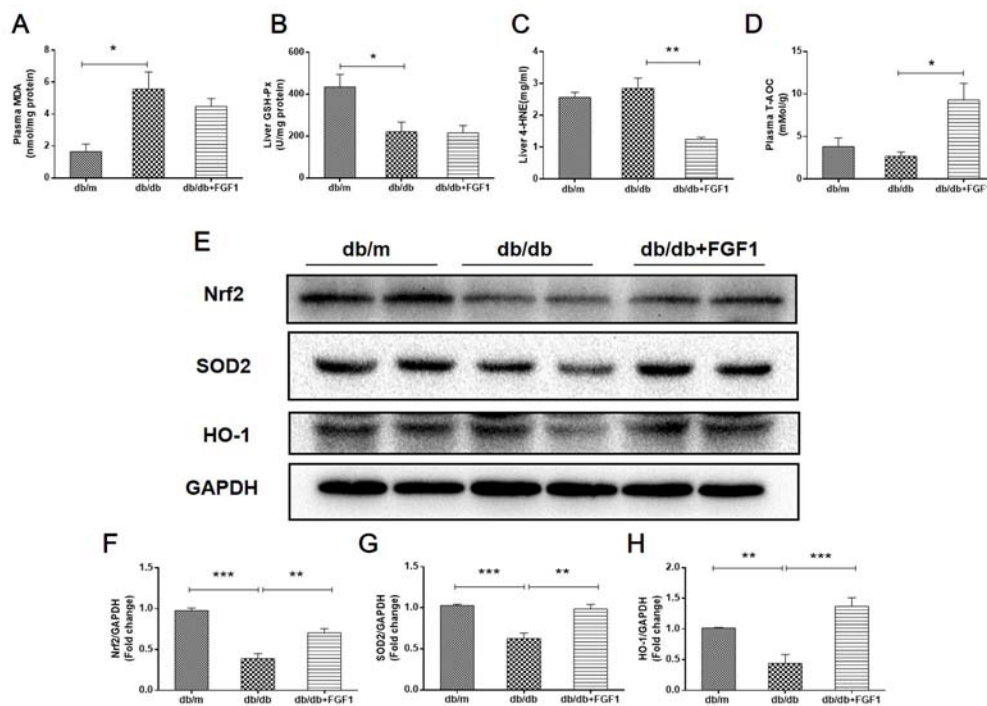 A
Plasma MDA
(nmol/mg protein)
8
6
4
2
0
*
db/m
db/db
db/db+FGF1
B
Liver GSH-Px
(U/mg protein)
600
400
200
0
*
db/m
db/db
db/db+FGF1
C
Liver 4-HNE(mg/ml)
4
3
2
1
0
**
db/m
db/db
db/db+FGF1
D
Plasma T-AOC
(mMol/g)
15
10
5
0
*
db/m
db/db
db/db+FGF1
E
db/m
db/db
db/db+FGF1
Nrf2
SOD2
HO-1
GAPDH
F
Nrf2/GAPDH
(Fold change)
1.5
1.0
0.5
0.0
***
**
db/m
db/db
db/db+FGF1
G
SOD2/GAPDH
(Fold change)
1.5
1.0
0.5
0.0
***
**
db/m
db/db
db/db+FGF1
H
HO-1/GAPDH
(Fold change)
2.0
1.5
1.0
0.5
0.0
**
***
db/m
db/db
db/db+FGF1